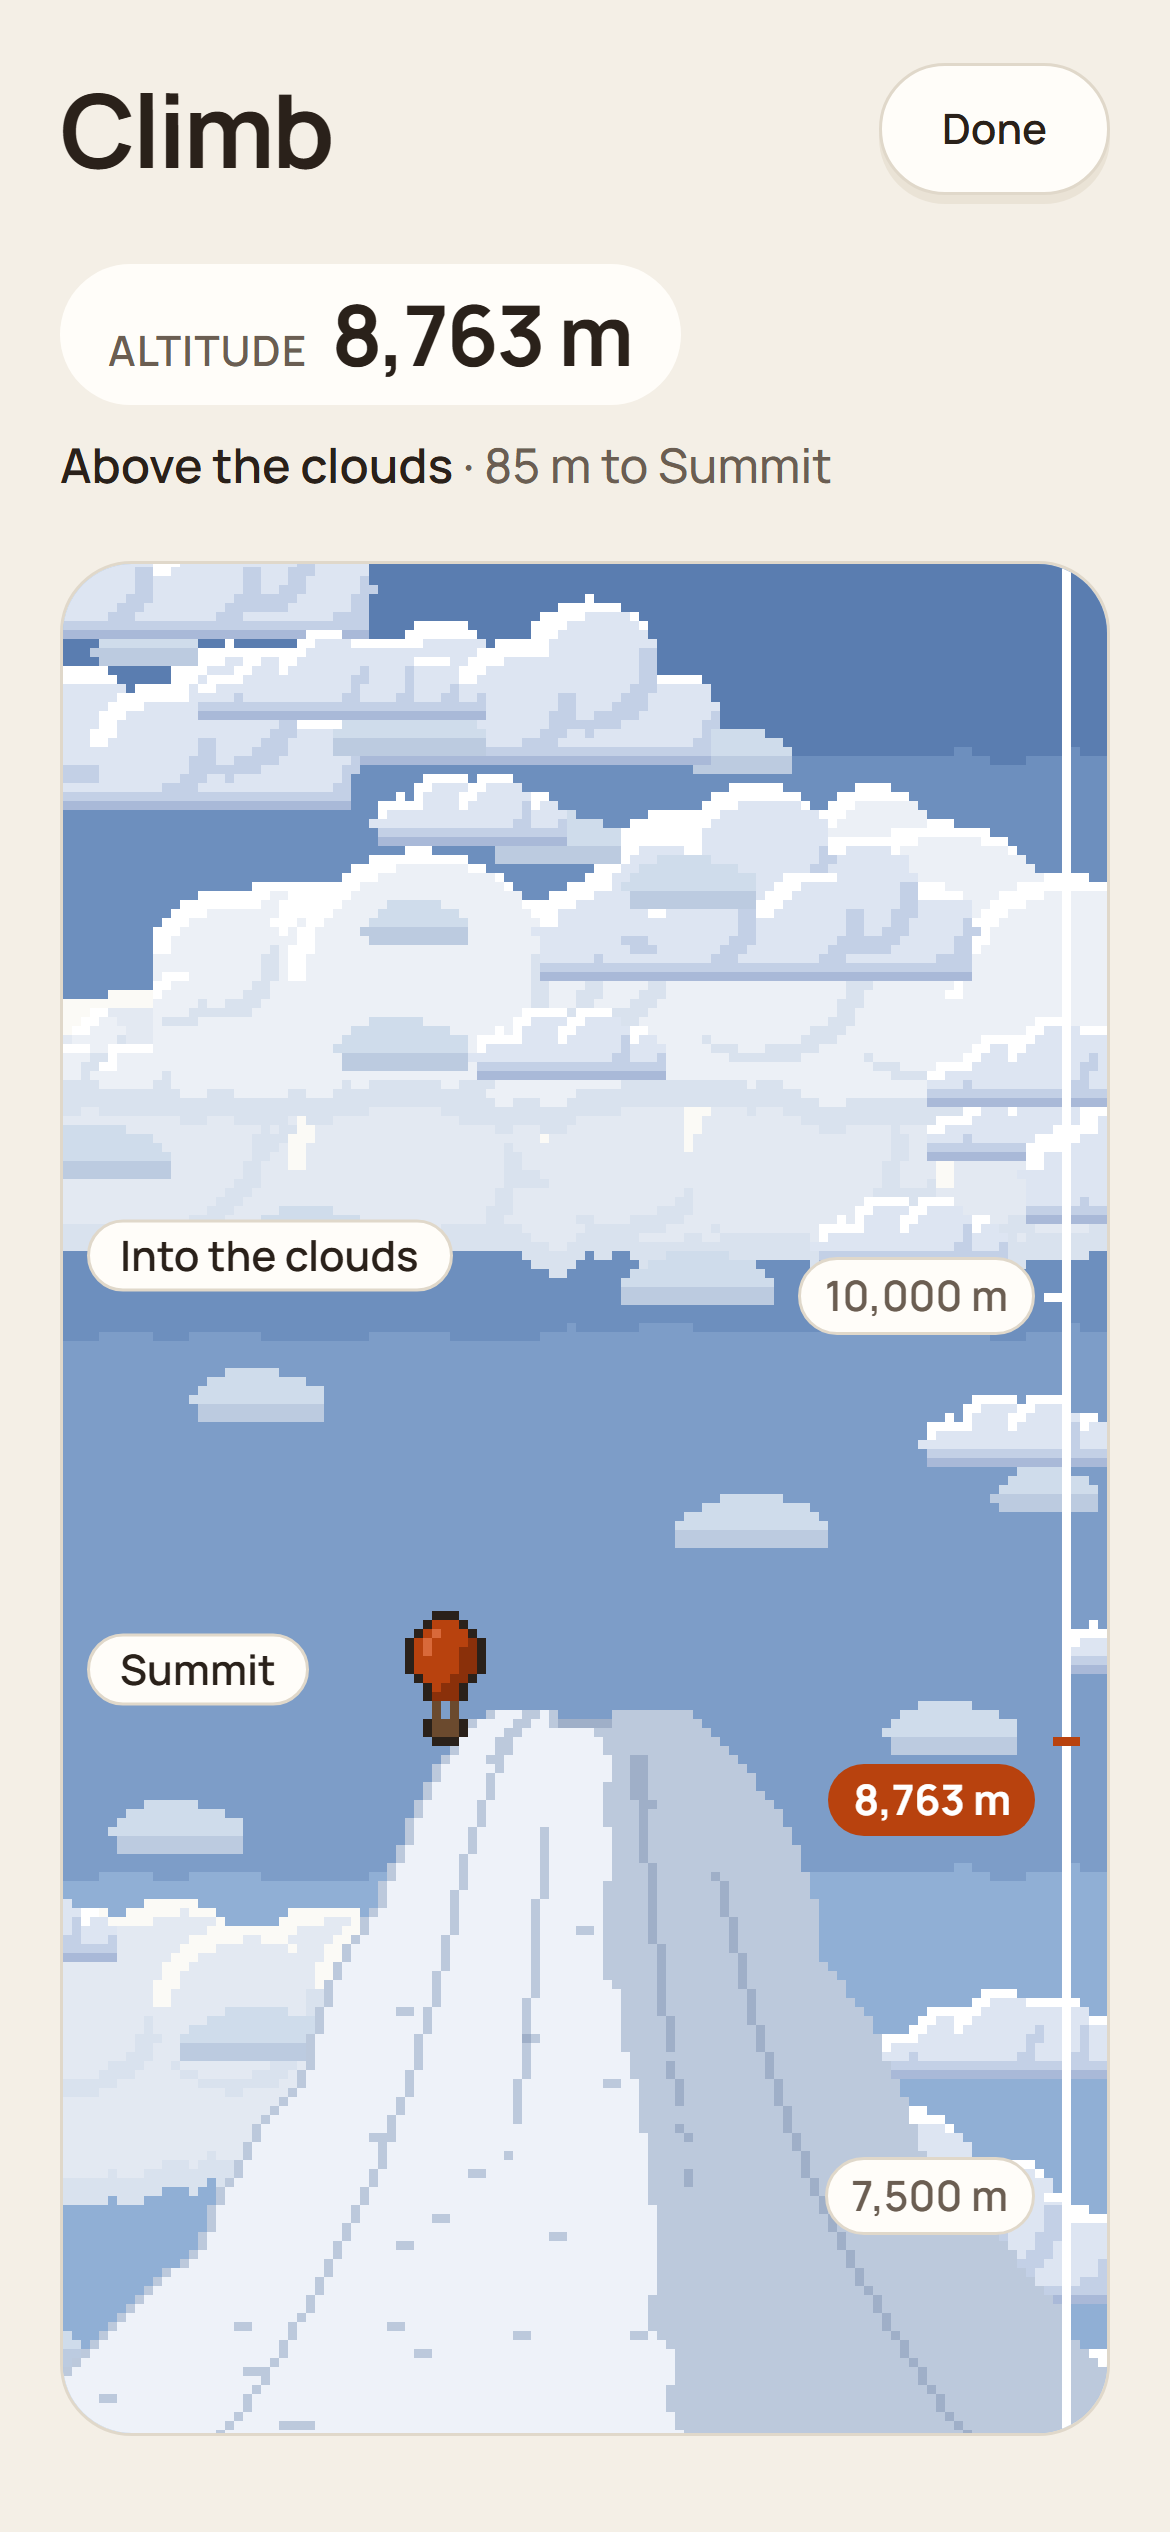 Climb
Done
ALTITUDE 8,763 m
Above the clouds · 85 m to Summit
Into the clouds
10,000 m
Summit
8,763 m
7,500 m